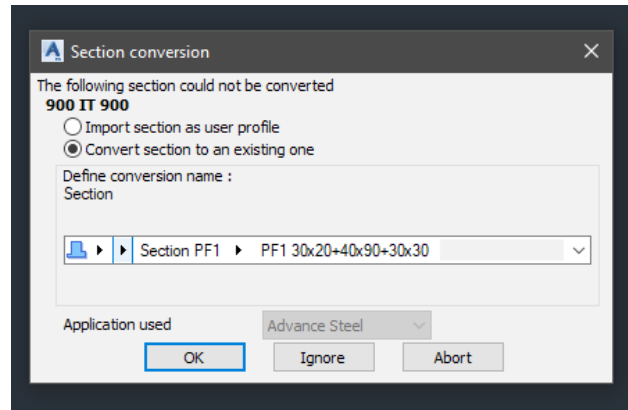 Section conversion
The following section could not be converted
900 IT 900
Import section as user profile
Convert section to an existing one
Define conversion name :
Section
Section PF1 PF1 30x20+40x90+30x30
Application used Advance Steel
OK Ignore Abort